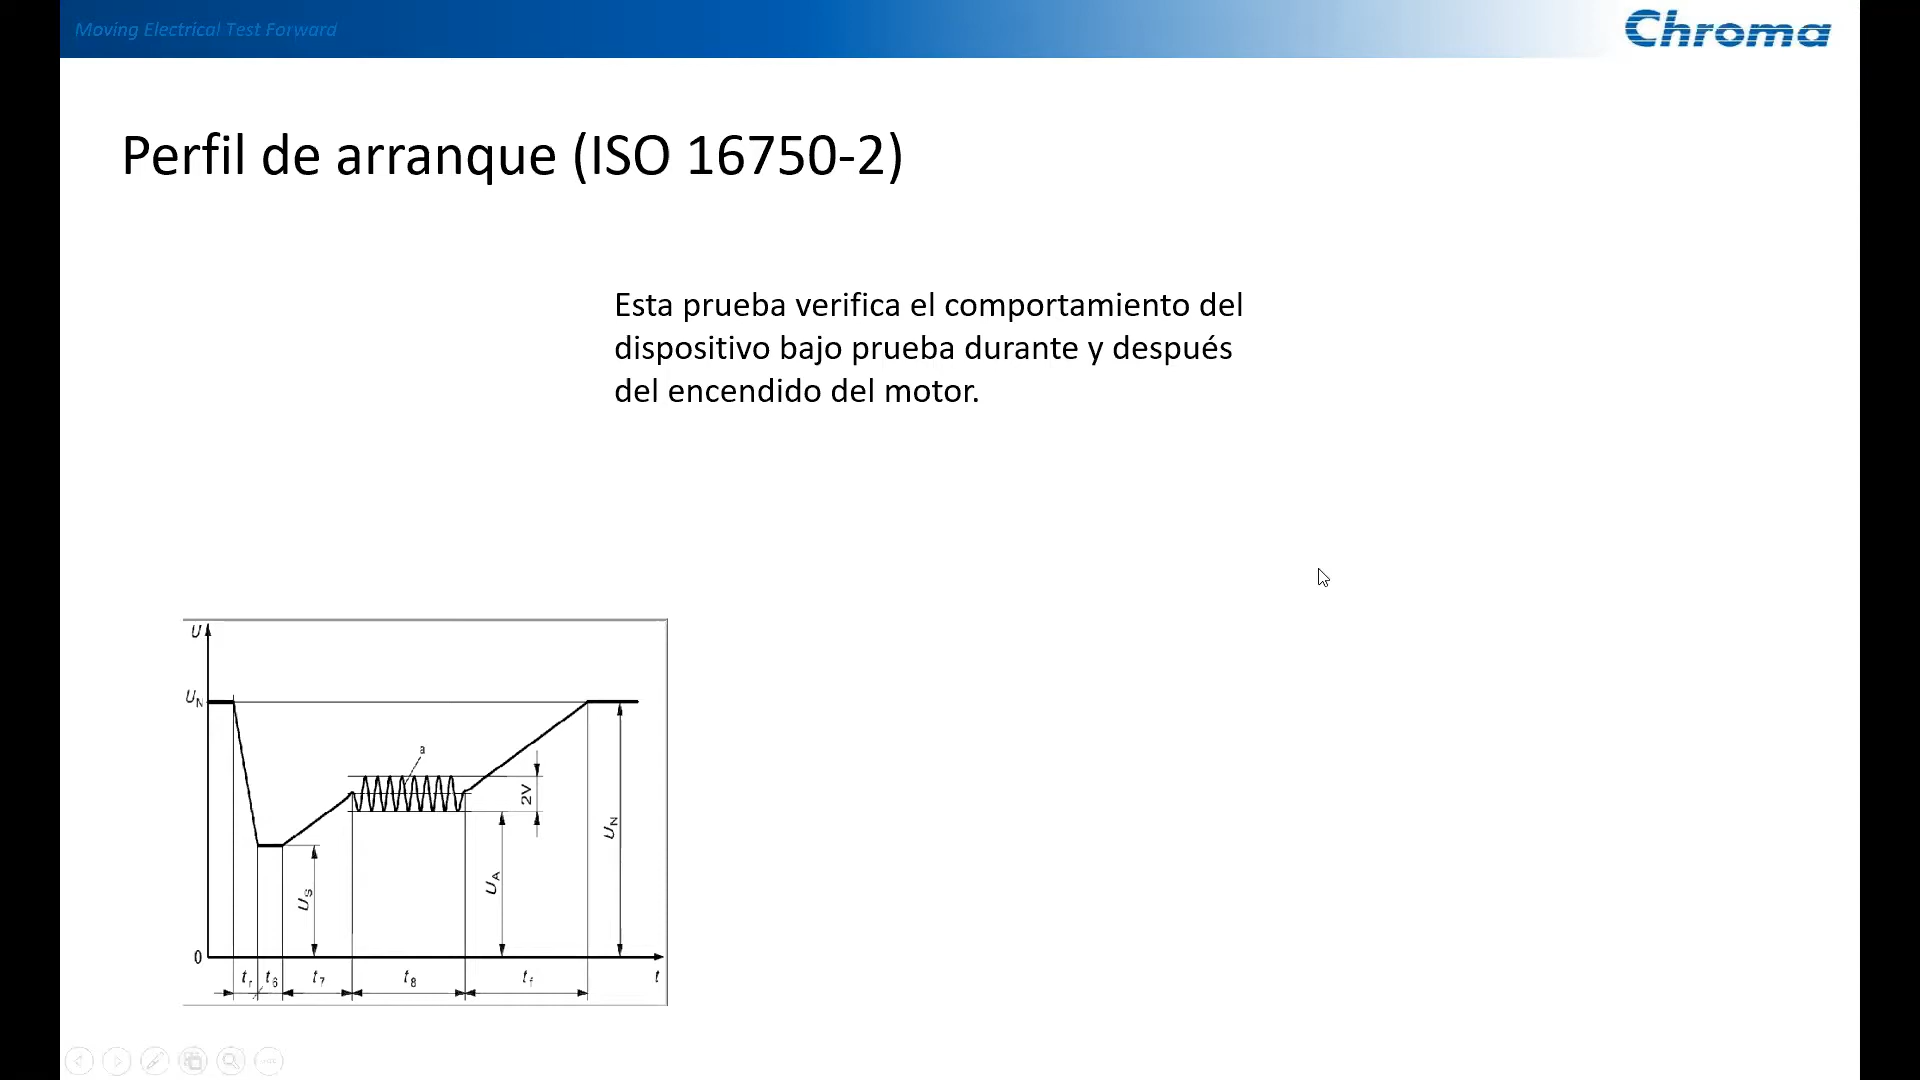 Moving Electrical Test Forward
Chroma
Perfil de arranque (ISO 16750-2)
Esta prueba verifica el comportamiento del
dispositivo bajo prueba durante y después
del encendido del motor.
U
U_N
a
2V
U_N
U_A
U_S
0
t_r t_6 t_7 t_8 t_f t